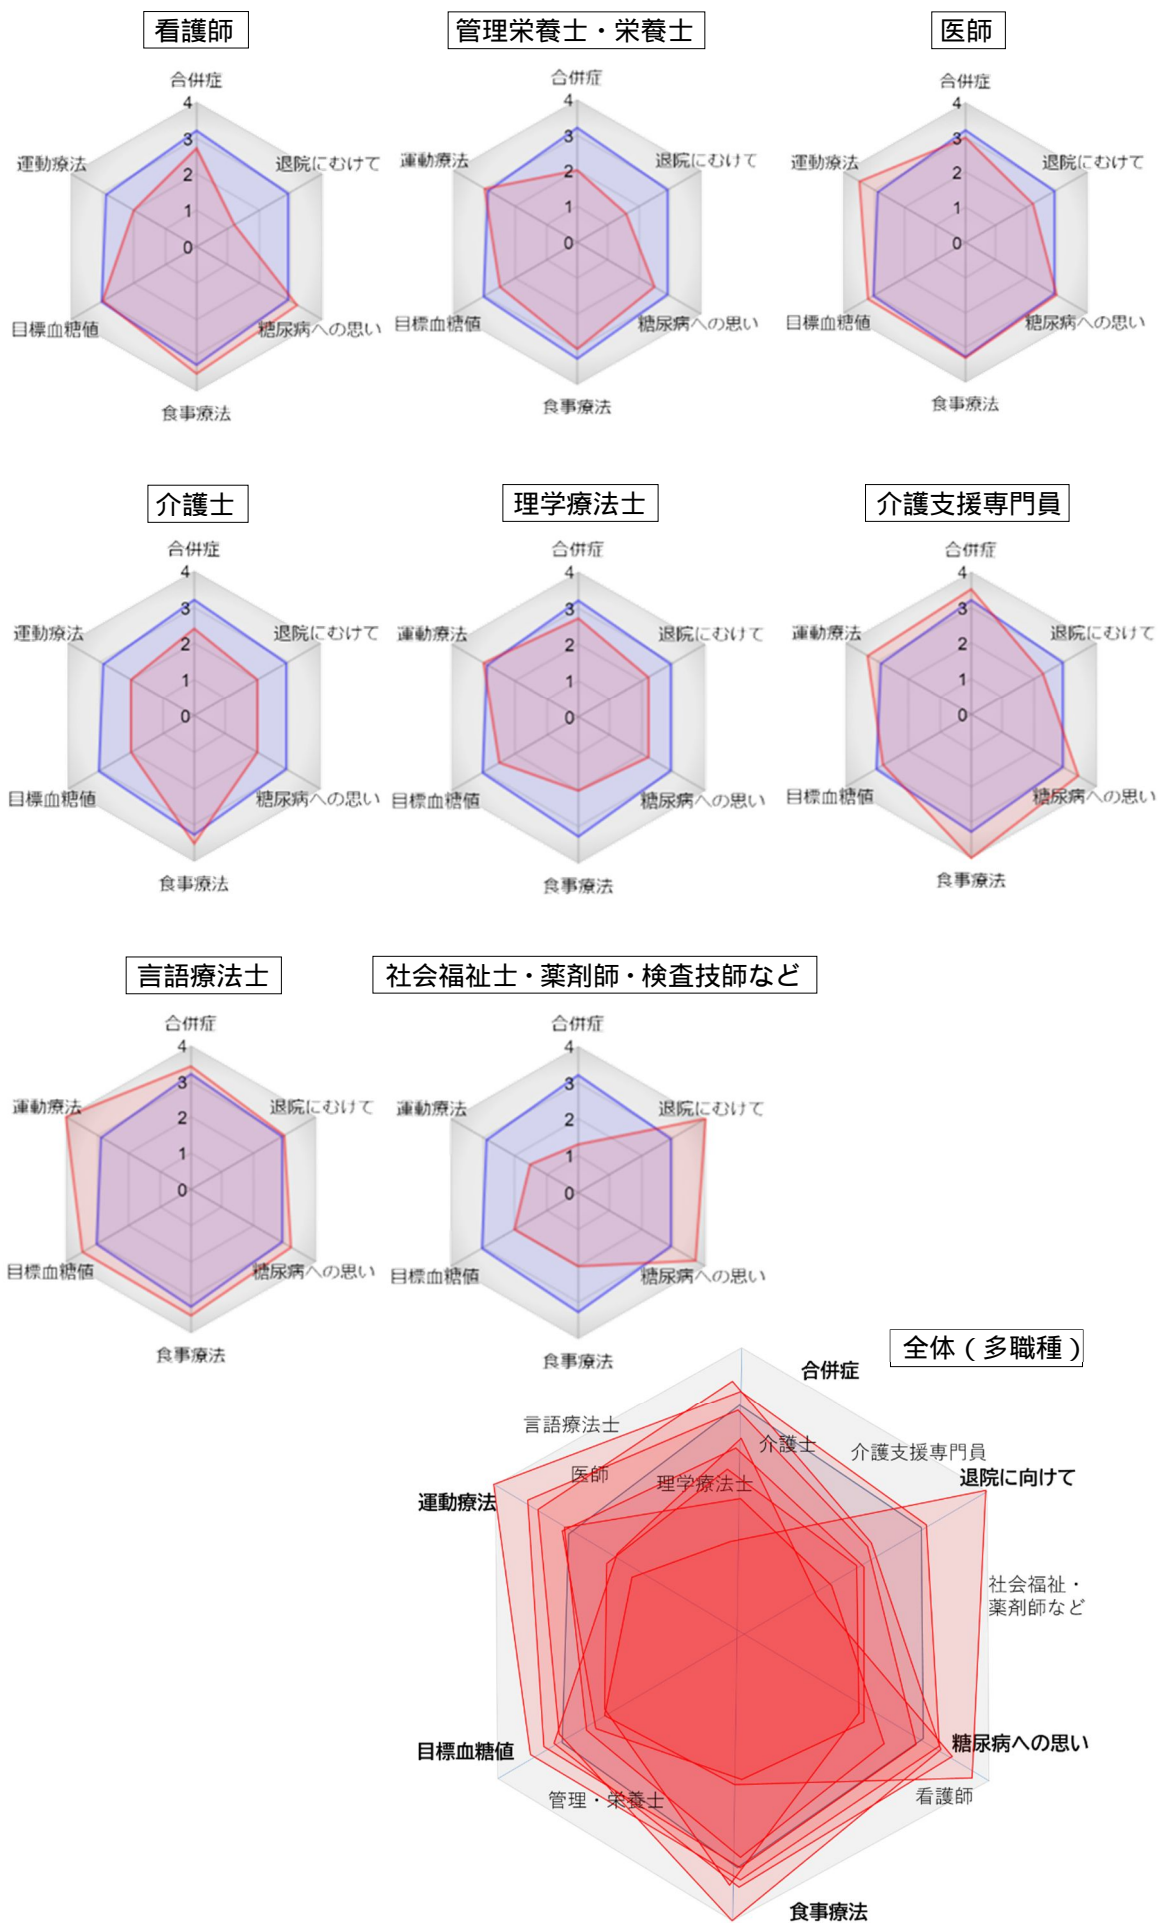 看護師
合併症
4
運動療法
3
退院にむけて
2
1
0
目標血糖値
糖尿病への思い
食事療法
管理栄養士・栄養士
合併症
4
運動療法
3
退院にむけて
2
1
0
目標血糖値
糖尿病への思い
食事療法
医師
合併症
4
運動療法
3
退院にむけて
2
1
0
目標血糖値
糖尿病への思い
食事療法
介護士
合併症
4
3
運動療法
退院にむけて
2
1
0
目標血糖値
糖尿病への思い
食事療法
理学療法士
合併症
4
3
運動療法
退院にむけて
2
1
0
目標血糖値
糖尿病への思い
食事療法
介護支援専門員
合併症
4
3
運動療法
退院にむけて
2
1
0
目標血糖値
糖尿病への思い
食事療法
言語療法士
合併症
4
3
運動療法
退院にむけて
2
1
0
目標血糖値
糖尿病への思い
食事療法
社会福祉士・薬剤師・検査技師など
合併症
4
3
運動療法
退院にむけて
2
1
0
目標血糖値
糖尿病への思い
食事療法
全体（多職種）
合併症
言語療法士
介護士
介護支援専門員
医師
理学療法士
退院に向けて
運動療法
社会福祉・
薬剤師など
目標血糖値
糖尿病への思い
管理・栄養士
看護師
食事療法